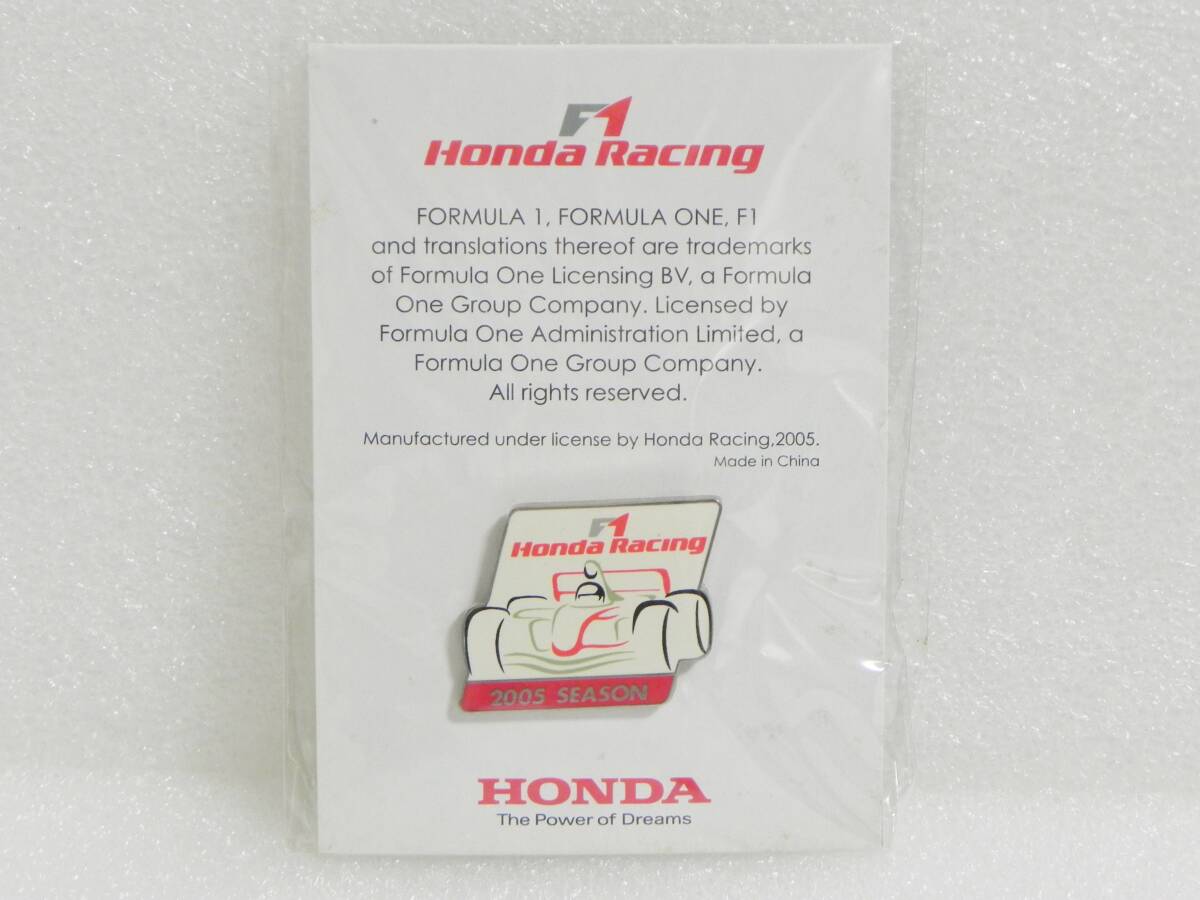 F1
Honda Racing
FORMULA 1, FORMULA ONE, F1
and translations thereof are trademarks
of Formula One Licensing BV, a Formula
One Group Company. Licensed by
Formula One Administration Limited, a
Formula One Group Company.
All rights reserved.
Manufactured under license by Honda Racing,2005.
Made in China
F1
Honda Racing
2005 SEASON
HONDA
The Power of Dreams